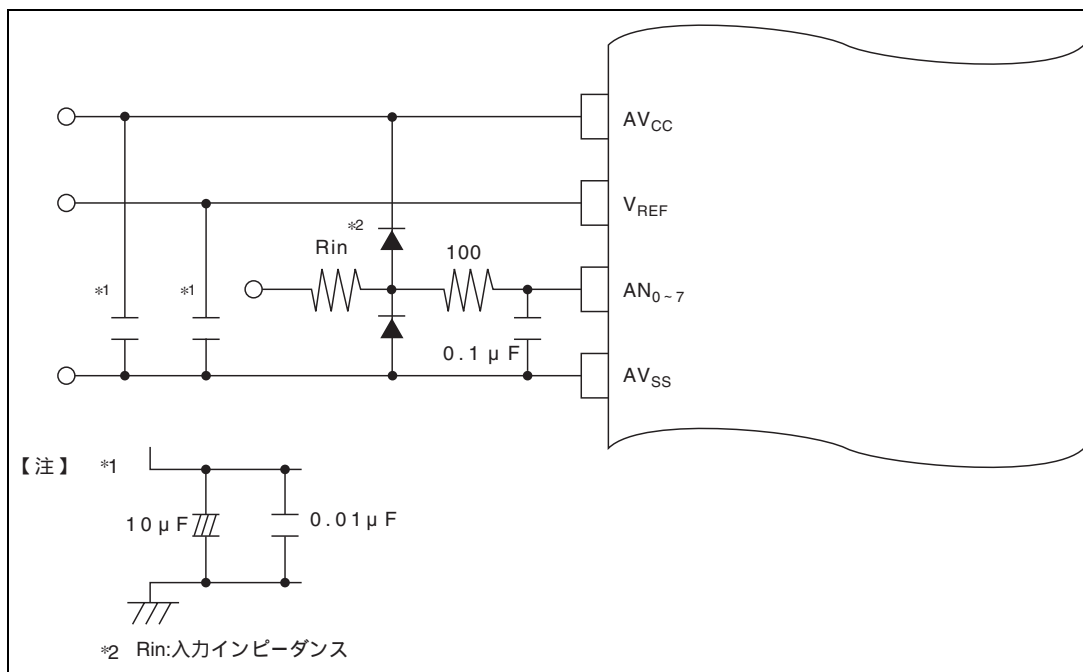 AVCC
VREF
*2
Rin
100
*1
*1
AN0~7
0.1μF
AVSS
【注】 *1
10μF
0.01μF
*2 Rin:入力インピーダンス